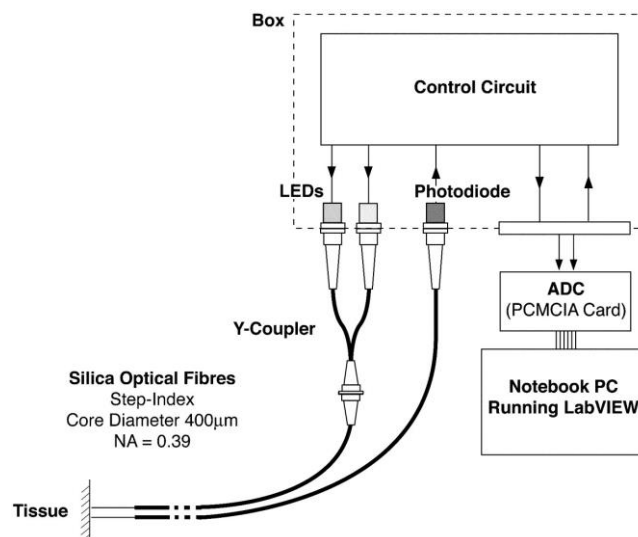 Box
Control Circuit
LEDs
Photodiode
ADC
(PCMCIA Card)
Y-Coupler
Notebook PC
Running LabVIEW
Silica Optical Fibres
Step-Index
Core Diameter 400μm
NA = 0.39
Tissue